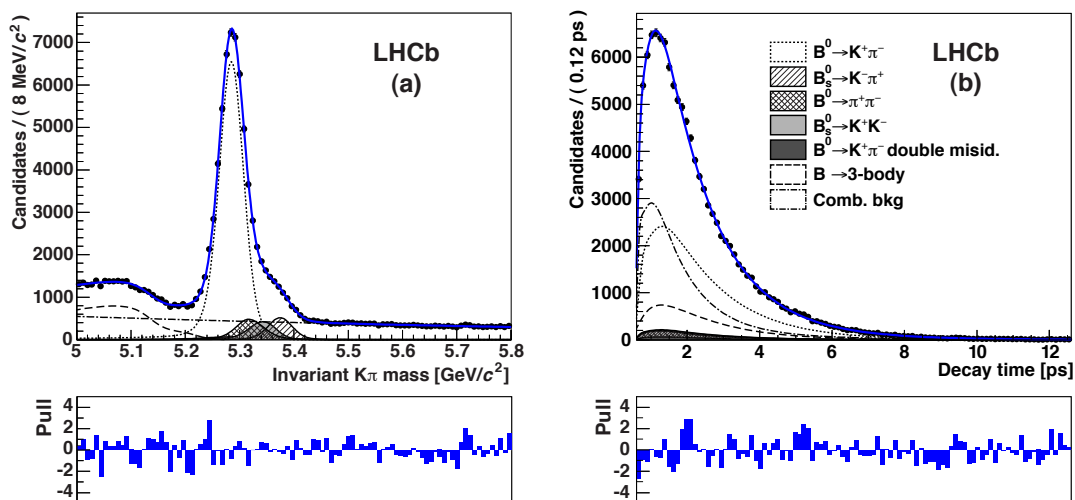 Candidates / ( 8 MeV/c²)
7000
6000
5000
4000
3000
2000
1000
0
LHCb
(a)
5 5.1 5.2 5.3 5.4 5.5 5.6 5.7 5.8
Invariant Kπ mass [GeV/c²]
Pull
4
2
0
-2
-4
Candidates / ( 0.12 ps)
6000
5000
4000
3000
2000
1000
0
LHCb
(b)
B⁰→K⁺π⁻
B⁰ₛ→K⁻π⁺
B⁰→π⁺π⁻
B⁰ₛ→K⁺K⁻
B⁰→K⁺π⁻ double misid.
B →3-body
Comb. bkg
2 4 6 8 10 12
Decay time [ps]
Pull
4
2
0
-2
-4